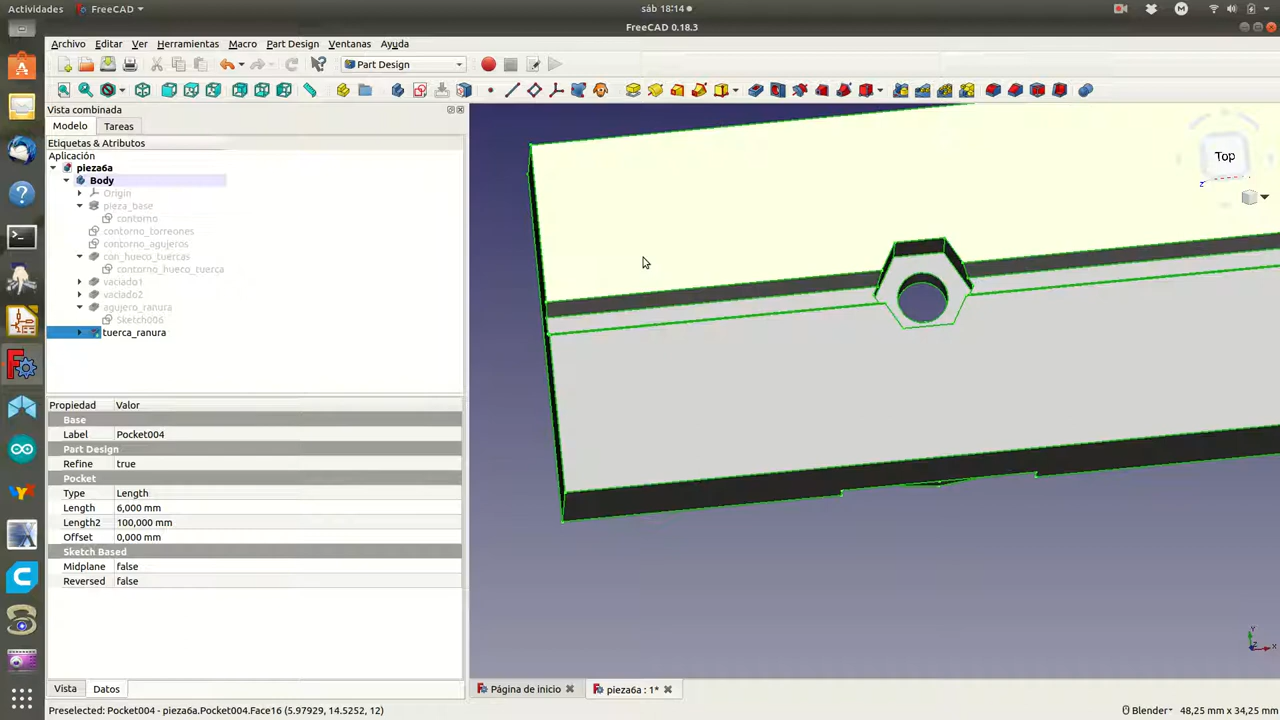 Actividades FreeCAD sáb 18:14
FreeCAD 0.18.3
Archivo Editar Ver Herramientas Macro Part Design Ventanas Ayuda
Part Design
Vista combinada
Modelo Tareas
Etiquetas & Atributos
Aplicación
pieza6a
Body
Origin
pieza_base
contorno
contorno_torreones
contorno_agujeros
con_hueco_tuercas
contorno_hueco_tuerca
vaciado1
vaciado2
agujero_ranura
Sketch006
tuerca_ranura
Top
z
Propiedad Valor
Base
Label Pocket004
Part Design
Refine true
Pocket
Type Length
Length 6,000 mm
Length2 100,000 mm
Offset 0,000 mm
Sketch Based
Midplane false
Reversed false
Y
X
Vista Datos
Página de inicio pieza6a : 1*
Preselected: Pocket004 - pieza6a.Pocket004.Face16 (5.97929, 14.5252, 12) Blender 48,25 mm x 34,25 mm